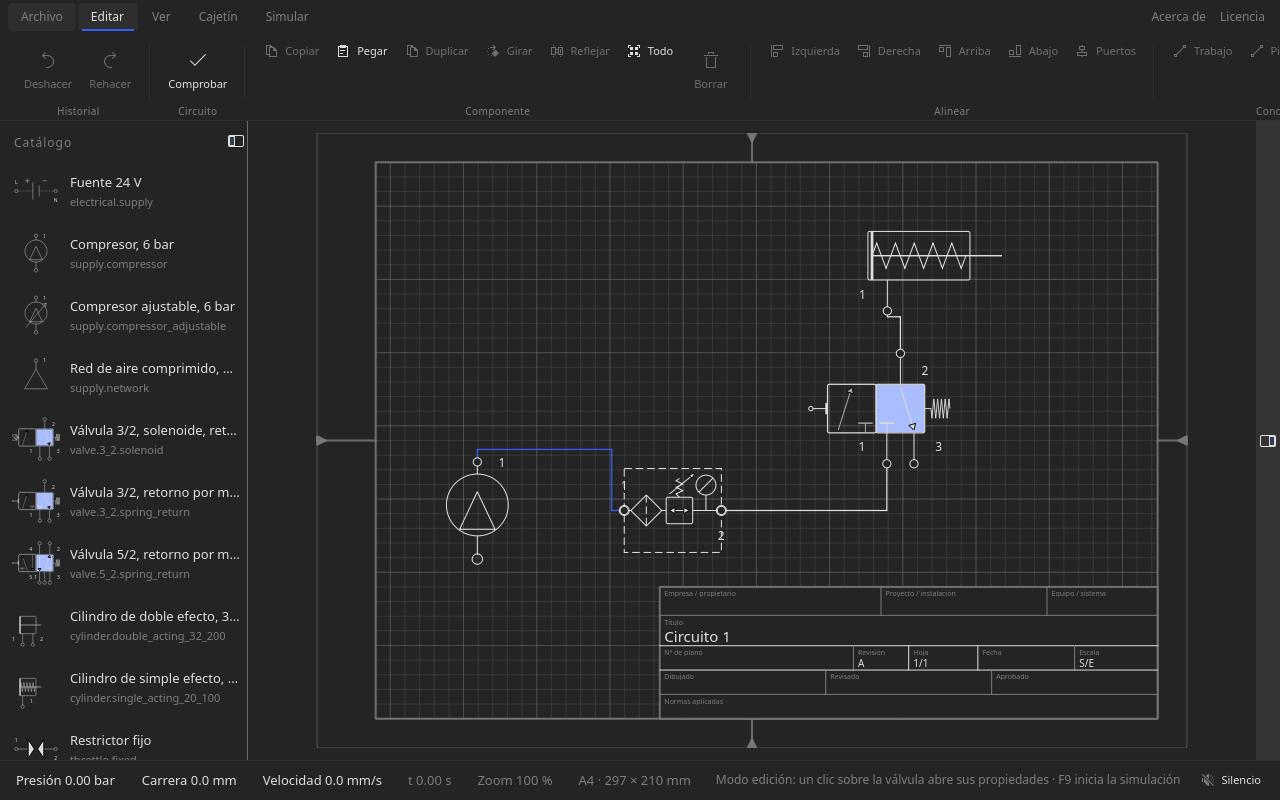 Archivo Editar Ver Cajetín Simular Acerca de Licencia
Copiar Pegar Duplicar Girar Reflejar Todo Izquierda Derecha Arriba Abajo Puertos Trabajo
Deshacer Rehacer Comprobar Borrar
Historial Circuito Componente Alinear
Catálogo
Fuente 24 V
electrical.supply
Compresor, 6 bar
supply.compressor
Compresor ajustable, 6 bar
supply.compressor_adjustable
Red de aire comprimido, ...
supply.network
Válvula 3/2, solenoide, ret...
valve.3_2.solenoid
Válvula 3/2, retorno por m...
valve.3_2.spring_return
Válvula 5/2, retorno por m...
valve.5_2.spring_return
Cilindro de doble efecto, 3...
cylinder.double_acting_32_200
Cilindro de simple efecto, ...
cylinder.single_acting_20_100
Restrictor fijo
1
2
1 3
1
1
2
Empresa / propietario Proyecto / instalación Equipo / sistema
Título
Circuito 1
Nº de plano Revisión Hoja Fecha Escala
A 1/1 S/E
Dibujado Revisado Aprobado
Normas aplicadas
Presión 0.00 bar Carrera 0.0 mm Velocidad 0.0 mm/s t 0.00 s Zoom 100 % A4 · 297 × 210 mm Modo edición: un clic sobre la válvula abre sus propiedades · F9 inicia la simulación Silencio